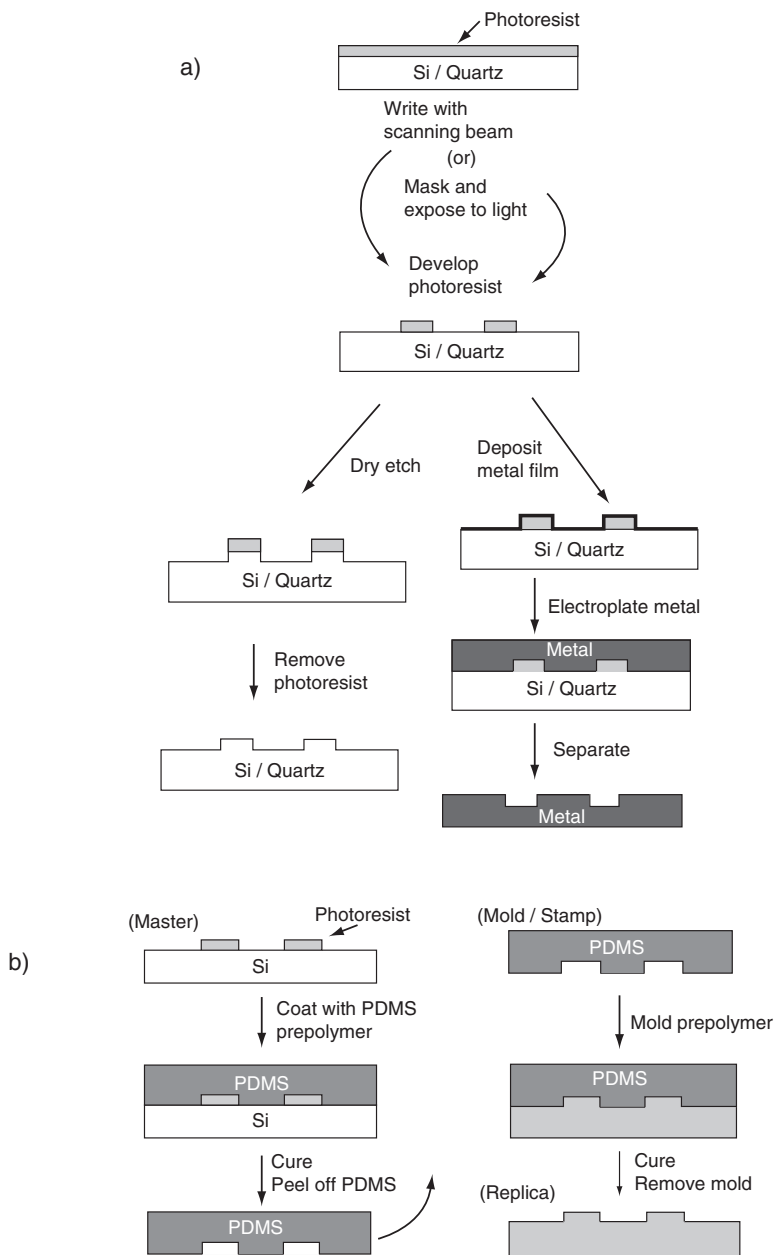 Photoresist
a)
Si / Quartz
Write with
scanning beam
(or)
Mask and
expose to light
Develop
photoresist
Si / Quartz
Dry etch
Deposit
metal film
Si / Quartz
Si / Quartz
Electroplate metal
Metal
Si / Quartz
Remove
photoresist
Separate
Si / Quartz
Metal
b)
(Master)
Photoresist
Si
Coat with PDMS
prepolymer
PDMS
Si
Cure
Peel off PDMS
PDMS
(Mold / Stamp)
PDMS
Mold prepolymer
PDMS
Cure
Remove mold
(Replica)